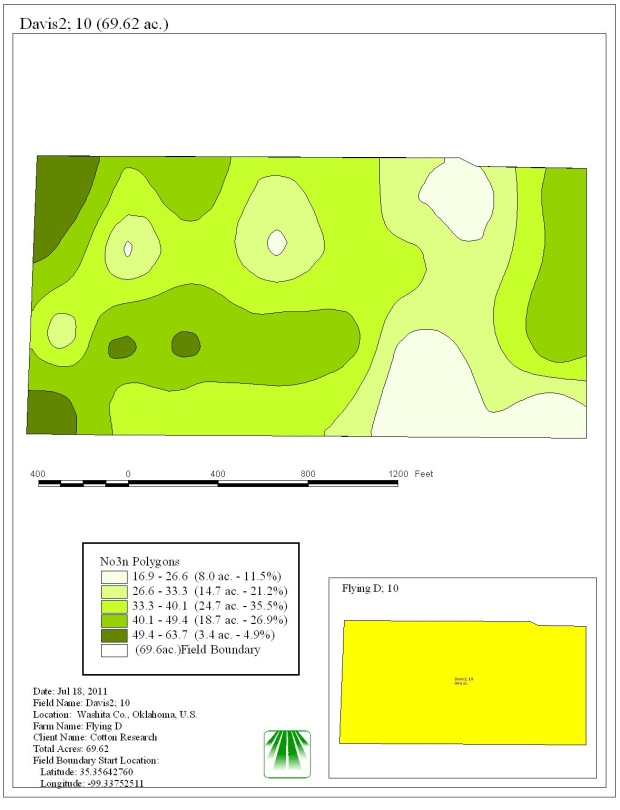 Davis2; 10 (69.62 ac.)
400 0 400 800 1200 Feet
No3n Polygons
16.9 - 26.6 (8.0 ac. - 11.5%)
26.6 - 33.3 (14.7 ac. - 21.2%)
33.3 - 40.1 (24.7 ac. - 35.5%)
40.1 - 49.4 (18.7 ac. - 26.9%)
49.4 - 63.7 (3.4 ac. - 4.9%)
(69.6ac.)Field Boundary
Flying D; 10
Date: Jul 18, 2011
Field Name: Davis2; 10
Location: Washita Co., Oklahoma, U.S.
Farm Name: Flying D
Client Name: Cotton Research
Total Acres: 69.62
Field Boundary Start Location:
Latitude: 35.35642760
Longitude: -99.33752511